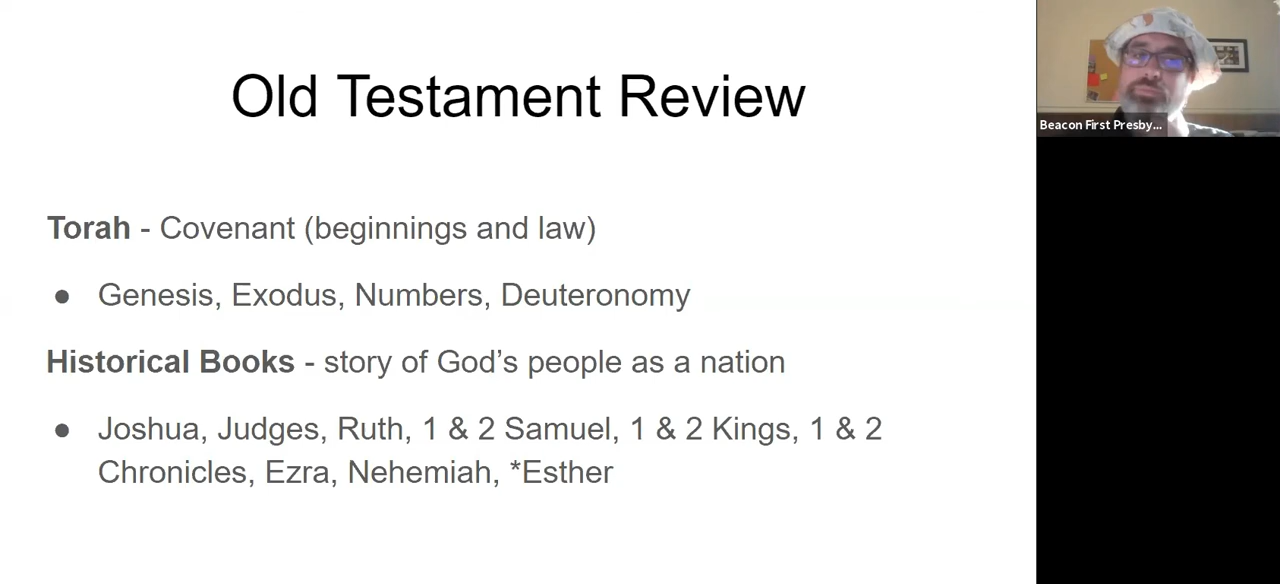 Old Testament Review
Torah - Covenant (beginnings and law)
● Genesis, Exodus, Numbers, Deuteronomy
Historical Books - story of God’s people as a nation
● Joshua, Judges, Ruth, 1 & 2 Samuel, 1 & 2 Kings, 1 & 2
Chronicles, Ezra, Nehemiah, *Esther
Beacon First Presby...